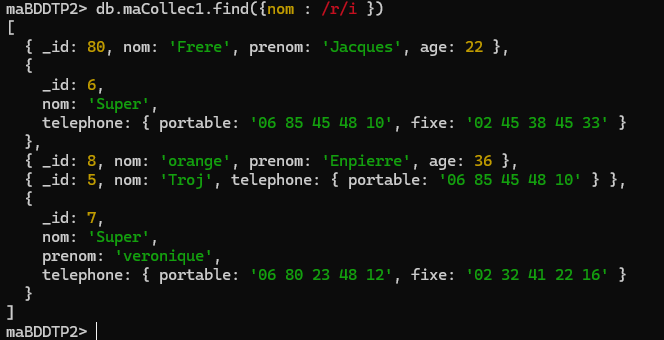 maBDDTP2> db.maCollec1.find({nom : /r/i })
[
  { _id: 80, nom: 'Frere', prenom: 'Jacques', age: 22 },
  {
    _id: 6,
    nom: 'Super',
    telephone: { portable: '06 85 45 48 10', fixe: '02 45 38 45 33' }
  },
  { _id: 8, nom: 'orange', prenom: 'Enpierre', age: 36 },
  { _id: 5, nom: 'Troj', telephone: { portable: '06 85 45 48 10' } },
  {
    _id: 7,
    nom: 'Super',
    prenom: 'veronique',
    telephone: { portable: '06 80 23 48 12', fixe: '02 32 41 22 16' }
  }
]
maBDDTP2>